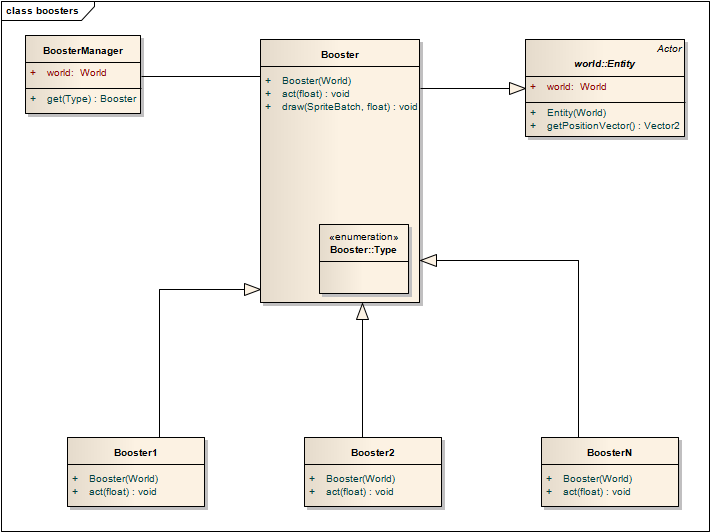 class boosters
BoosterManager
+ world: World
+ get(Type) : Booster
Booster
+ Booster(World)
+ act(float) : void
+ draw(SpriteBatch, float) : void
«enumeration»
Booster::Type
Actor
world::Entity
+ world: World
+ Entity(World)
+ getPositionVector() : Vector2
Booster1
+ Booster(World)
+ act(float) : void
Booster2
+ Booster(World)
+ act(float) : void
BoosterN
+ Booster(World)
+ act(float) : void